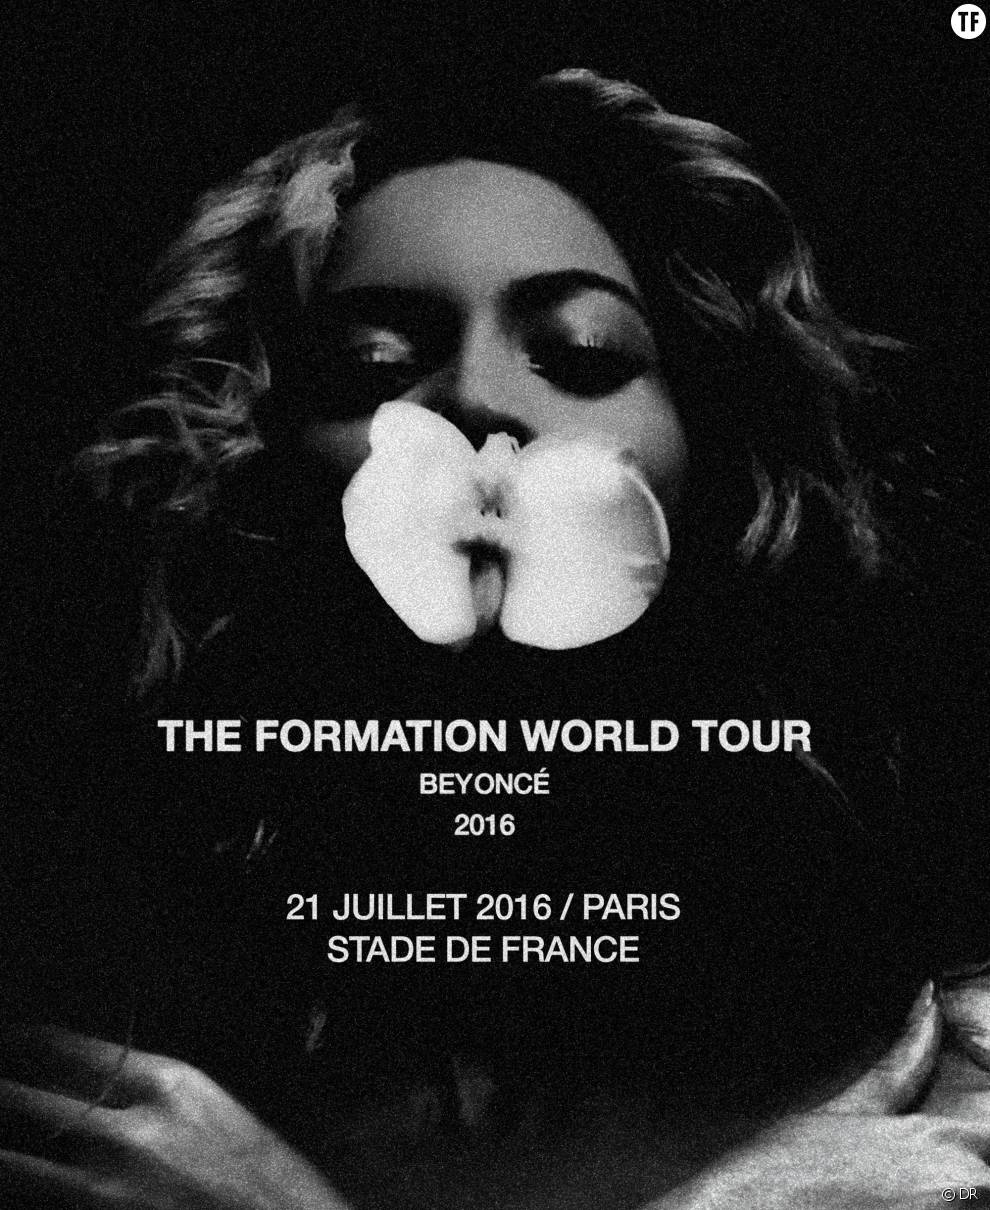 TF
THE FORMATION WORLD TOUR
BEYONCÉ
2016
21 JUILLET 2016 / PARIS
STADE DE FRANCE
© DR